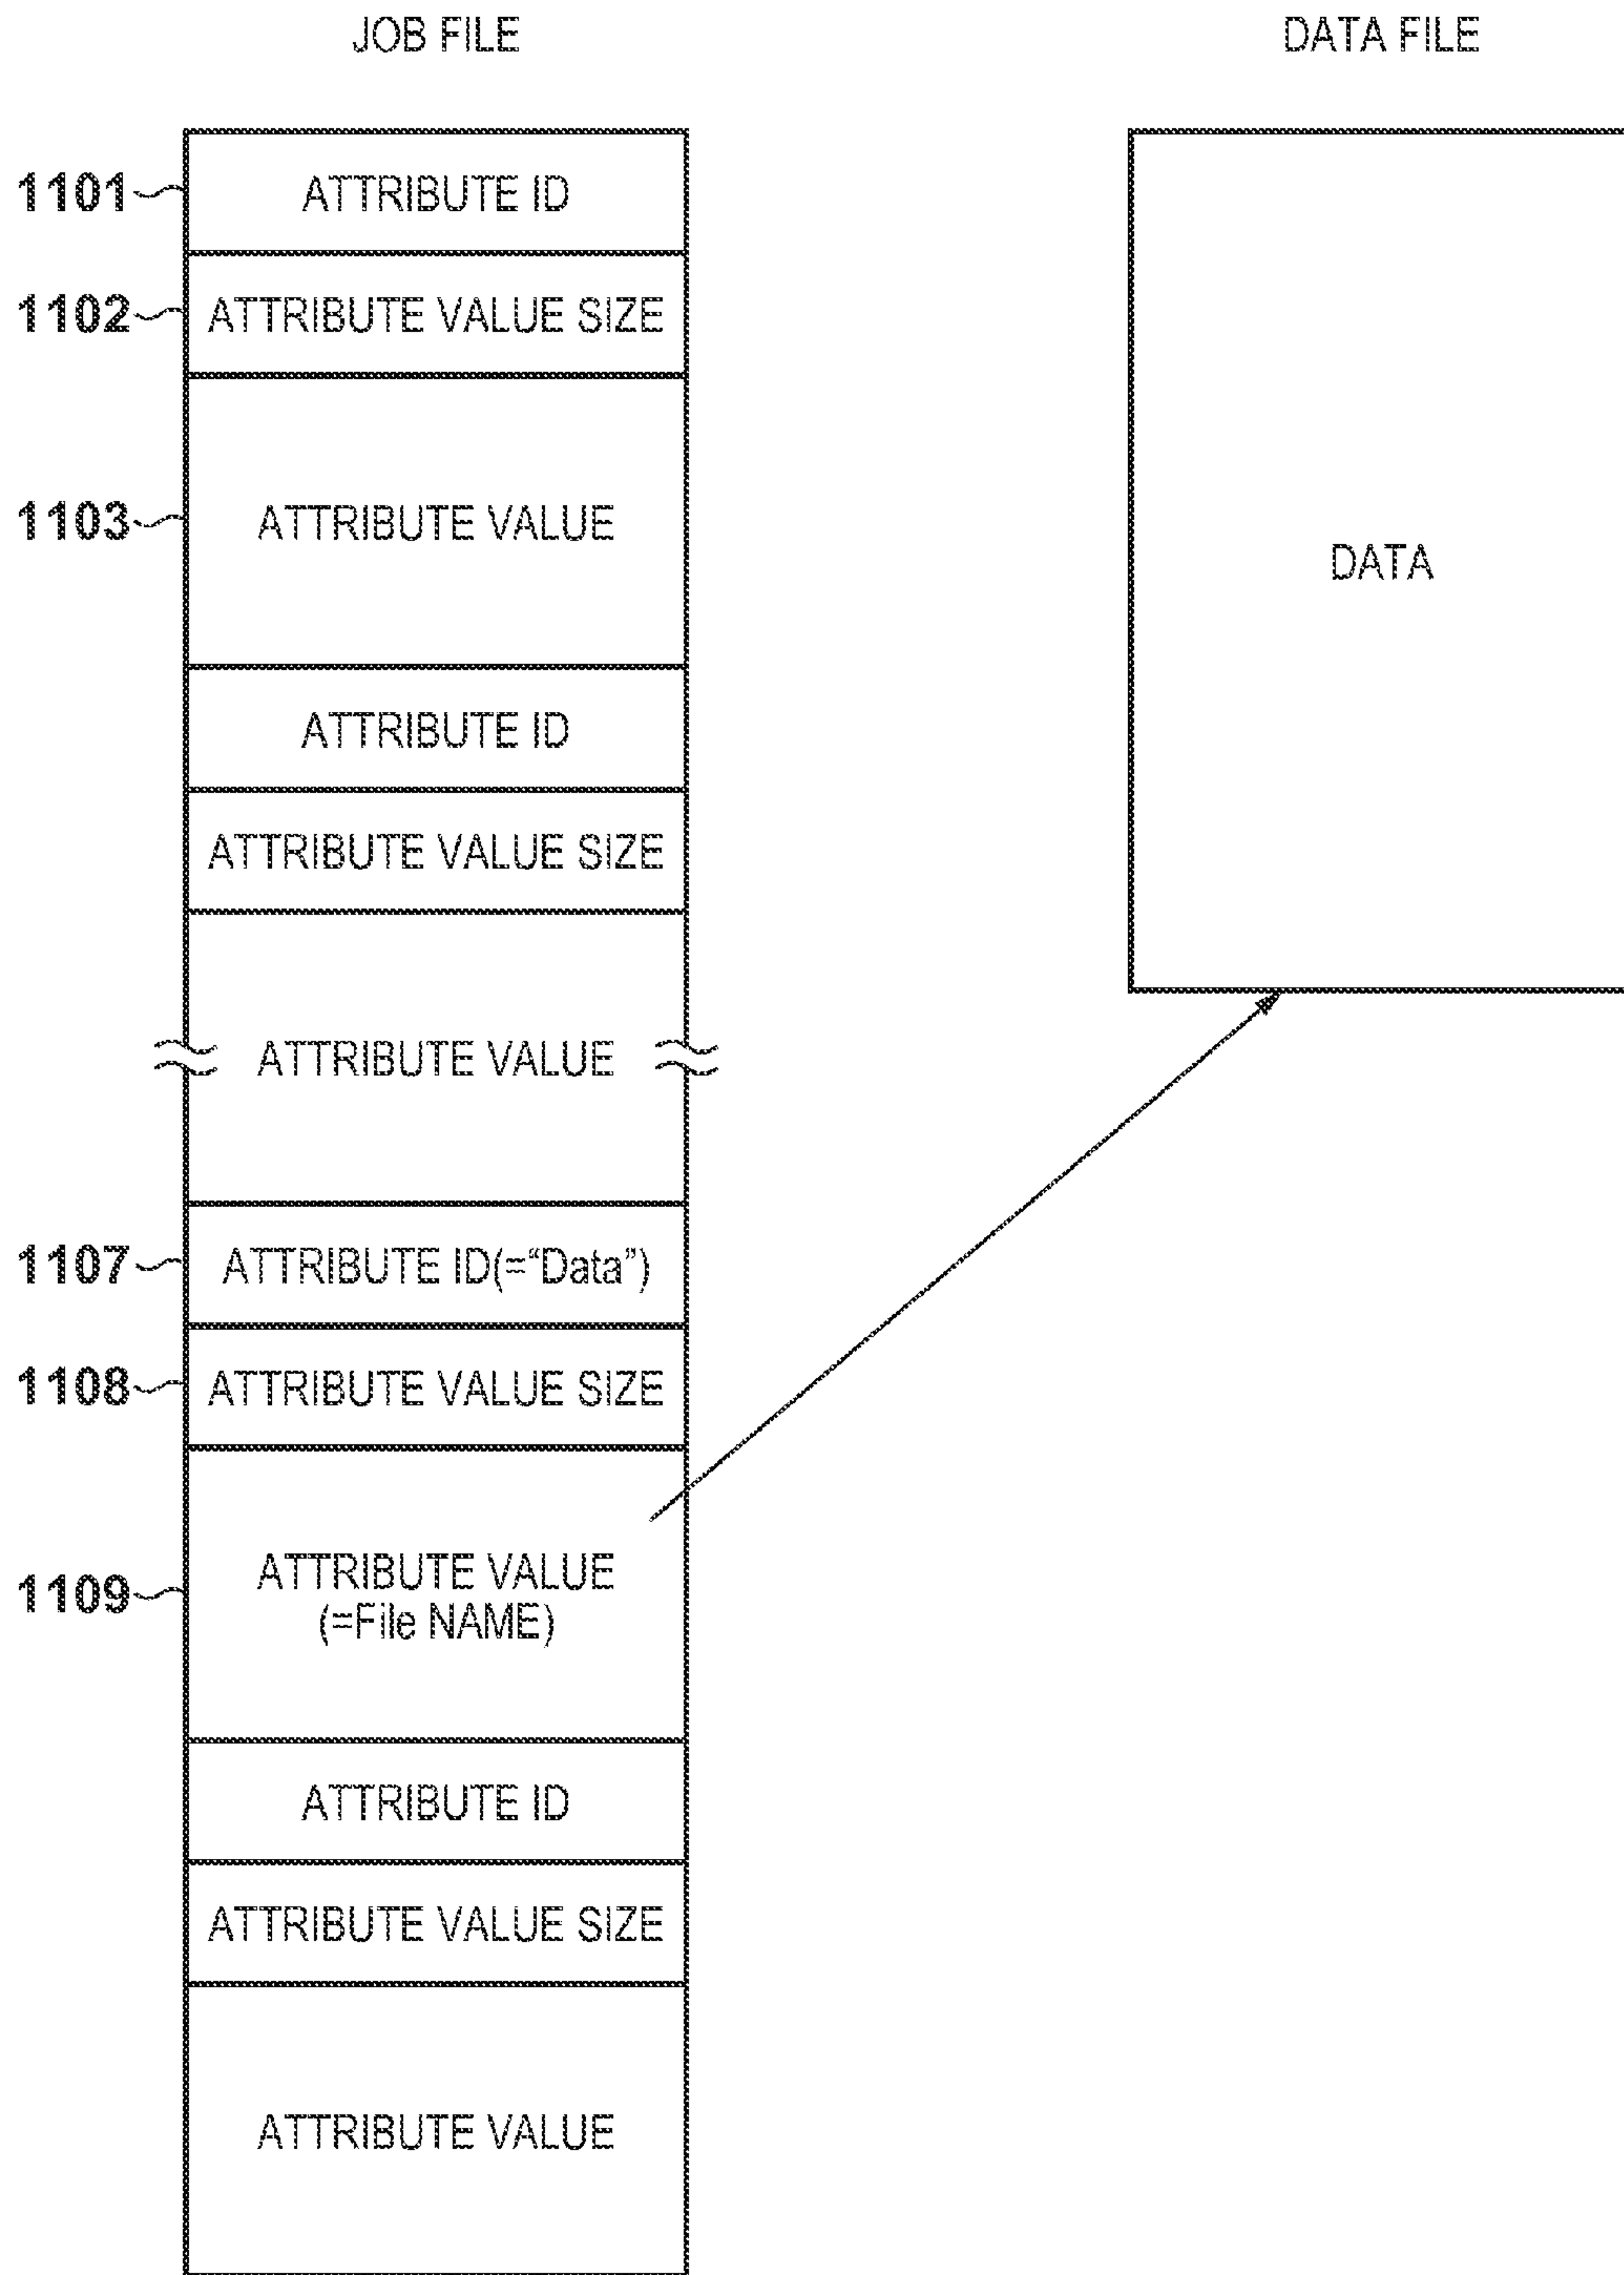 JOB FILE
DATA FILE
1101
ATTRIBUTE ID
1102
ATTRIBUTE VALUE SIZE
1103
ATTRIBUTE VALUE
DATA
ATTRIBUTE ID
ATTRIBUTE VALUE SIZE
ATTRIBUTE VALUE
1107
ATTRIBUTE ID(=“Data”)
1108
ATTRIBUTE VALUE SIZE
1109
ATTRIBUTE VALUE
(=File NAME)
ATTRIBUTE ID
ATTRIBUTE VALUE SIZE
ATTRIBUTE VALUE